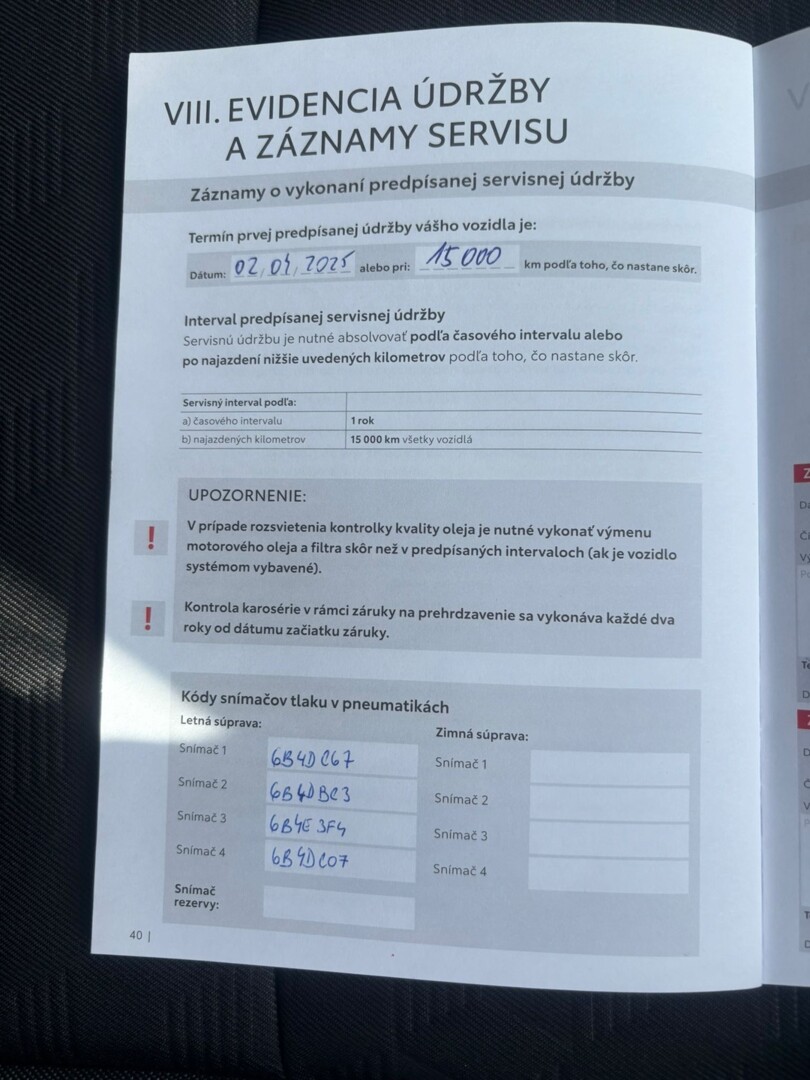 VIII. EVIDENCIA ÚDRŽBY
A ZÁZNAMY SERVISU
Záznamy o vykonaní predpísanej servisnej údržby
Termín prvej predpísanej údržby vášho vozidla je:
Dátum: 02, 04, 2025 alebo pri: 15 000 km podľa toho, čo nastane skôr.
Interval predpísanej servisnej údržby
Servisnú údržbu je nutné absolvovať podľa časového intervalu alebo
po najazdení nižšie uvedených kilometrov podľa toho, čo nastane skôr.
Servisný interval podľa:
a) časového intervalu 1 rok
b) najazdených kilometrov 15 000 km všetky vozidlá
UPOZORNENIE:
! V prípade rozsvietenia kontrolky kvality oleja je nutné vykonať výmenu
motorového oleja a filtra skôr než v predpísaných intervaloch (ak je vozidlo
systémom vybavené).
! Kontrola karosérie v rámci záruky na prehrdzavenie sa vykonáva každé dva
roky od dátumu začiatku záruky.
Kódy snímačov tlaku v pneumatikách
Letná súprava:
Snímač 1 6B4DC67
Snímač 2 6B4DBC3
Snímač 3 6B4E3F4
Snímač 4 6B4DC07
Snímač
rezervy:
Zimná súprava:
Snímač 1
Snímač 2
Snímač 3
Snímač 4
40 |